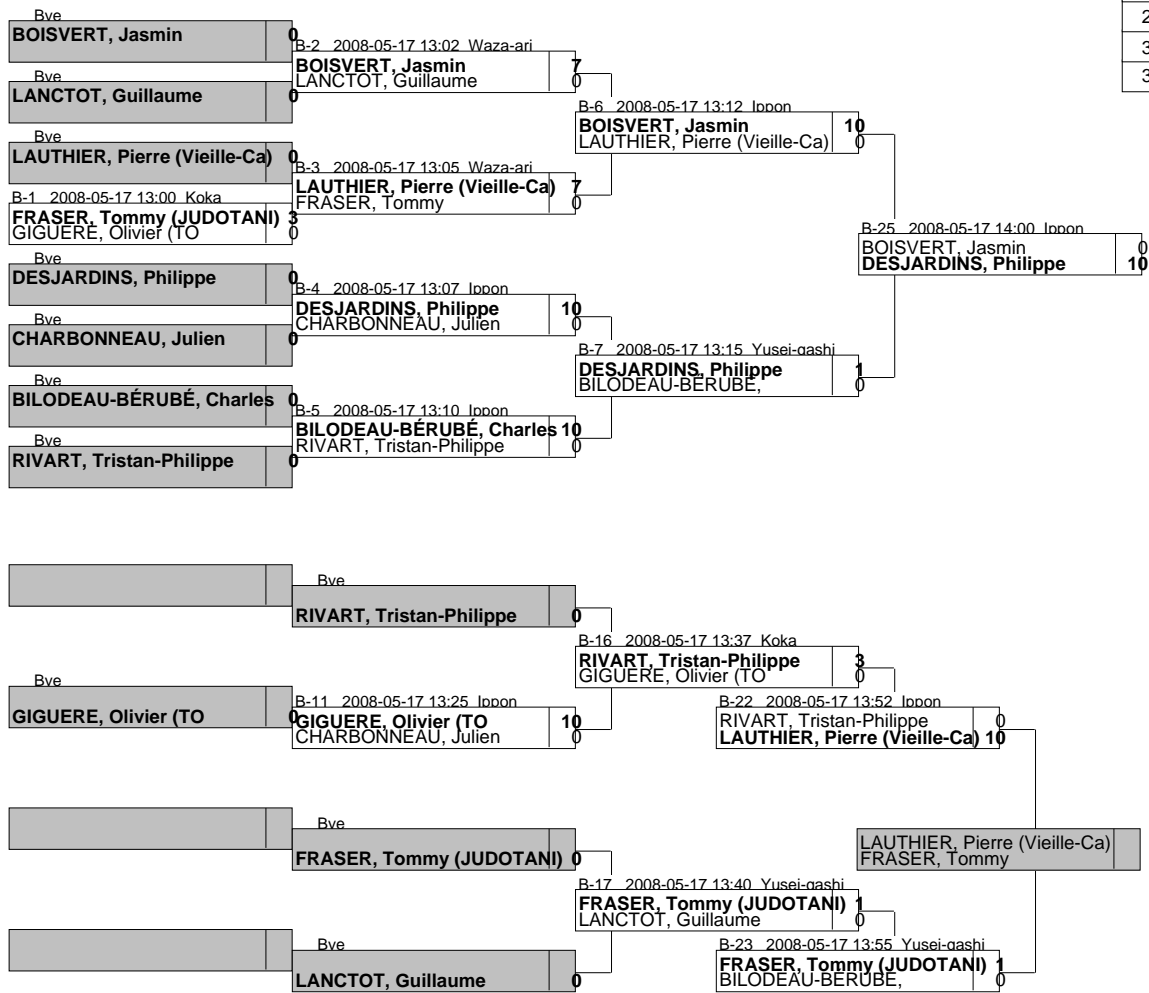 Bye
BOISVERT, Jasmin 0
Bye
LANCTOT, Guillaume 0
Bye
LAUTHIER, Pierre (Vieille-Ca) 0
B-1 2008-05-17 13:00 Koka
FRASER, Tommy (JUDOTANI) 3
GIGUERE, Olivier (TO 0
Bye
DESJARDINS, Philippe 0
Bye
CHARBONNEAU, Julien 0
Bye
BILODEAU-BÉRUBÉ, Charles 0
Bye
RIVART, Tristan-Philippe 0
B-2 2008-05-17 13:02 Waza-ari
BOISVERT, Jasmin 7
LANCTOT, Guillaume 0
B-3 2008-05-17 13:05 Waza-ari
LAUTHIER, Pierre (Vieille-Ca) 7
FRASER, Tommy 0
B-4 2008-05-17 13:07 Ippon
DESJARDINS, Philippe 10
CHARBONNEAU, Julien 0
B-5 2008-05-17 13:10 Ippon
BILODEAU-BÉRUBÉ, Charles 10
RIVART, Tristan-Philippe 0
B-6 2008-05-17 13:12 Ippon
BOISVERT, Jasmin 10
LAUTHIER, Pierre (Vieille-Ca) 0
B-7 2008-05-17 13:15 Yusei-gashi
DESJARDINS, Philippe 1
BILODEAU-BÉRUBÉ, 0
B-25 2008-05-17 14:00 Ippon
BOISVERT, Jasmin 0
DESJARDINS, Philippe 10
2
3
3
Bye
GIGUERE, Olivier (TO 0
Bye
RIVART, Tristan-Philippe 0
B-11 2008-05-17 13:25 Ippon
GIGUERE, Olivier (TO 10
CHARBONNEAU, Julien 0
Bye
FRASER, Tommy (JUDOTANI) 0
Bye
LANCTOT, Guillaume 0
B-16 2008-05-17 13:37 Koka
RIVART, Tristan-Philippe 3
GIGUERE, Olivier (TO 0
B-17 2008-05-17 13:40 Yusei-gashi
FRASER, Tommy (JUDOTANI) 1
LANCTOT, Guillaume 0
B-22 2008-05-17 13:52 Ippon
RIVART, Tristan-Philippe 0
LAUTHIER, Pierre (Vieille-Ca) 10
B-23 2008-05-17 13:55 Yusei-gashi
FRASER, Tommy (JUDOTANI) 1
BILODEAU-BÉRUBÉ, 0
LAUTHIER, Pierre (Vieille-Ca)
FRASER, Tommy